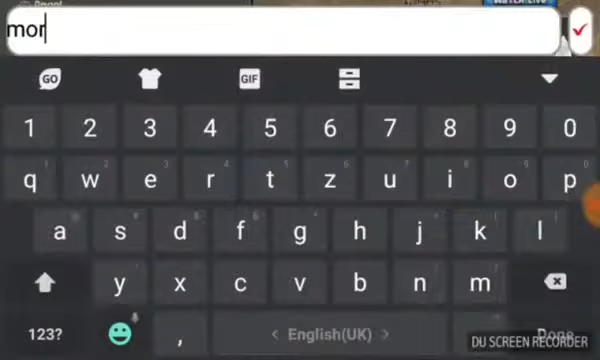 mor
GO GIF
1 2 3 4 5 6 7 8 9 0
q w e r t z u i o p
a s d f g h j k l
y x c v b n m
123? , < English(UK) > Done
DU SCREEN RECORDER